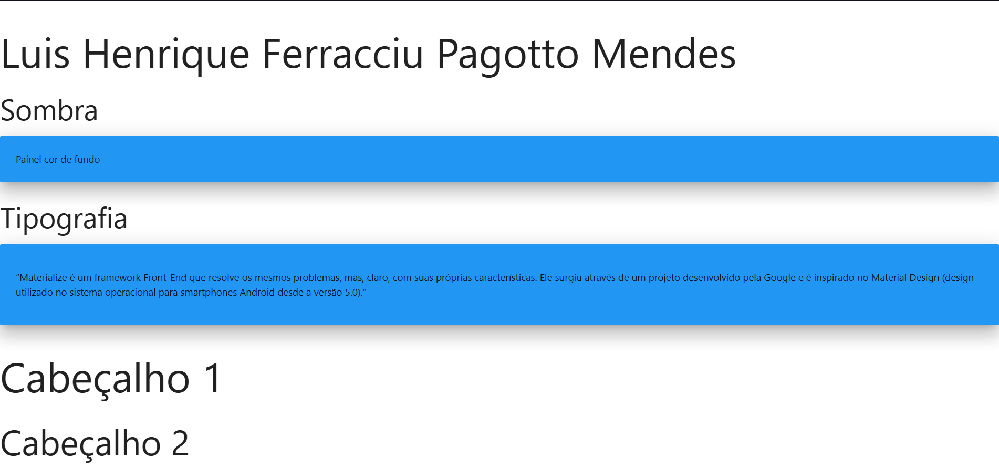 Luis Henrique Ferracciu Pagotto Mendes
Sombra
Painel cor de fundo
Tipografia
“Materialize é um framework Front-End que resolve os mesmos problemas, mas, claro, com suas próprias características. Ele surgiu através de um projeto desenvolvido pela Google e é inspirado no Material Design (design
utilizado no sistema operacional para smartphones Android desde a versão 5.0).”
Cabeçalho 1
Cabeçalho 2